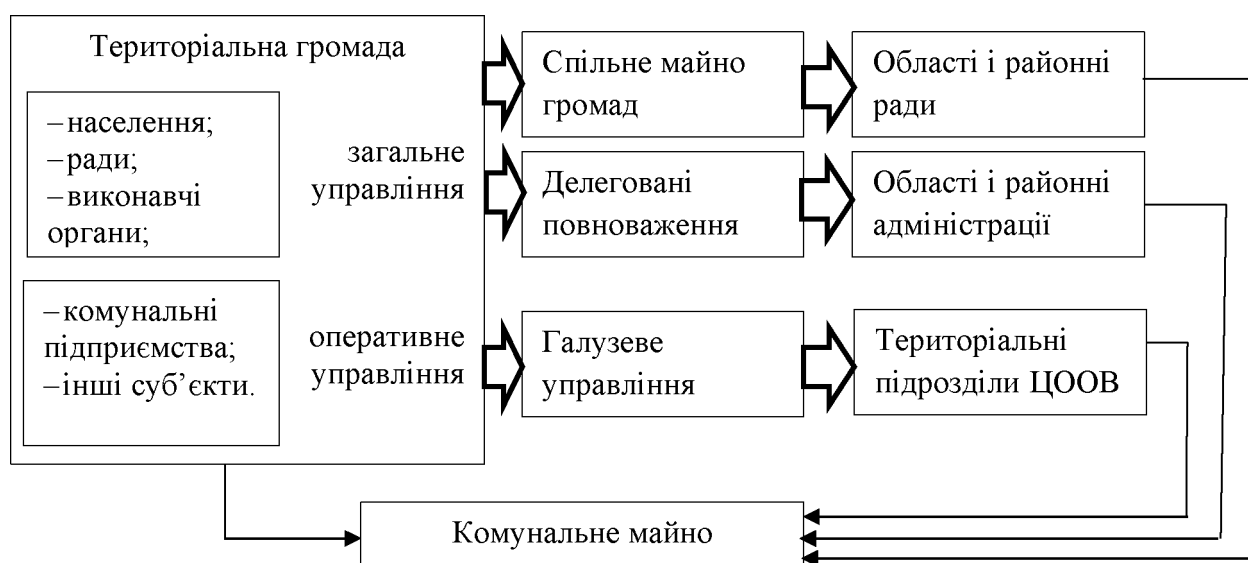 Територіальна громада
–населення;
–ради;
–виконавчі
органи;
загальне
управління
–комунальні
підприємства;
–інші суб’єкти.
оперативне
управління
Спільне майно
громад
Області і районні
ради
Делеговані
повноваження
Області і районні
адміністрації
Галузеве
управління
Територіальні
підрозділи ЦООВ
Комунальне майно